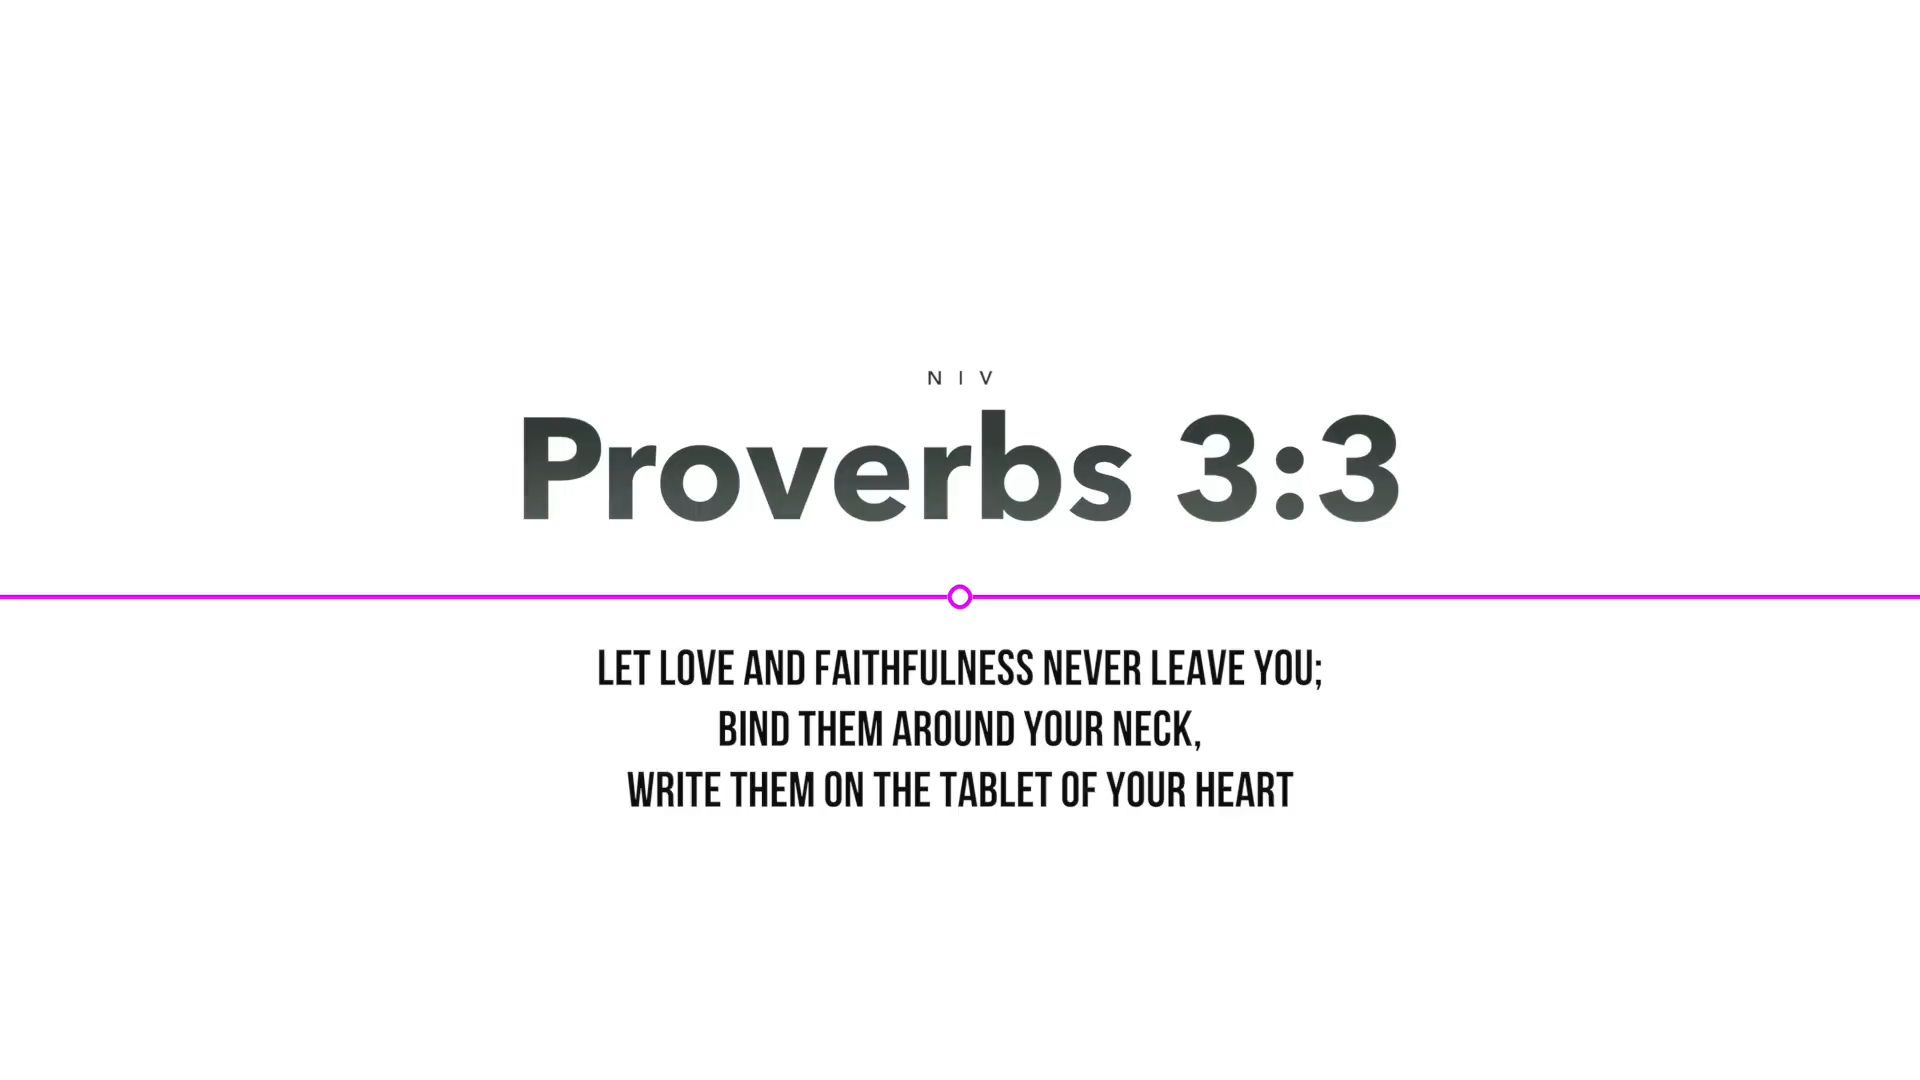 NIV
Proverbs 3:3
LET LOVE AND FAITHFULNESS NEVER LEAVE YOU;
BIND THEM AROUND YOUR NECK,
WRITE THEM ON THE TABLET OF YOUR HEART